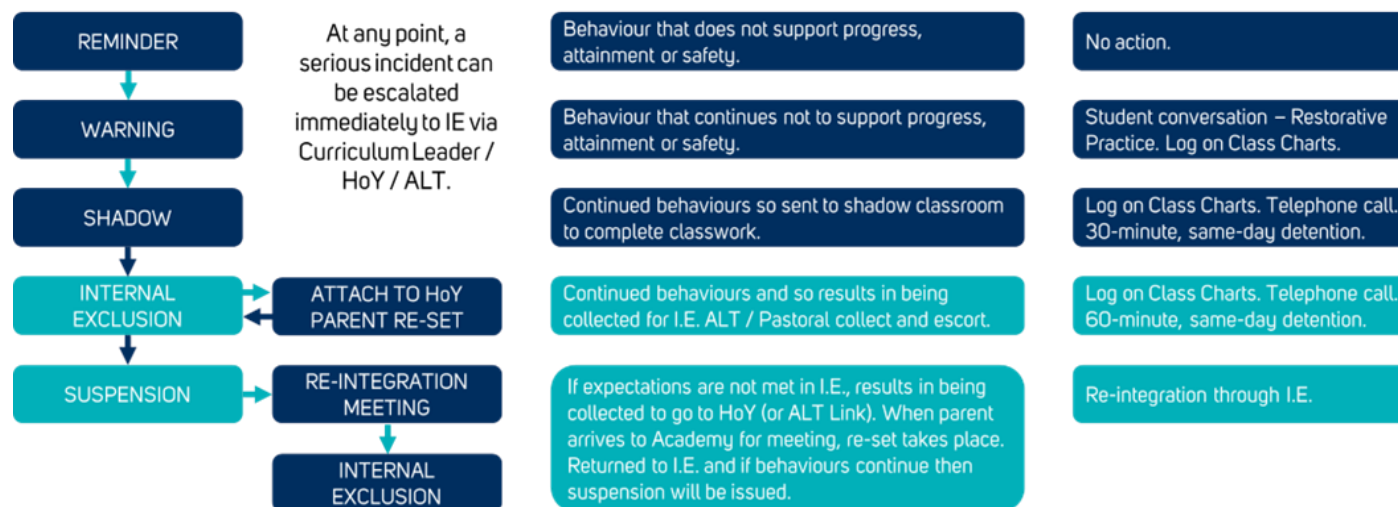 REMINDER
At any point, a
serious incident can
be escalated
immediately to IE via
Curriculum Leader /
HoY / ALT.
Behaviour that does not support progress,
attainment or safety.
No action.
WARNING
Behaviour that continues not to support progress,
attainment or safety.
Student conversation – Restorative
Practice. Log on Class Charts.
SHADOW
Continued behaviours so sent to shadow classroom
to complete classwork.
Log on Class Charts. Telephone call.
30-minute, same-day detention.
INTERNAL
EXCLUSION
ATTACH TO HoY
PARENT RE-SET
Continued behaviours and so results in being
collected for I.E. ALT / Pastoral collect and escort.
Log on Class Charts. Telephone call.
60-minute, same-day detention.
SUSPENSION
RE-INTEGRATION
MEETING
If expectations are not met in I.E., results in being
collected to go to HoY (or ALT Link). When parent
arrives to Academy for meeting, re-set takes place.
Returned to I.E. and if behaviours continue then
suspension will be issued.
Re-integration through I.E.
INTERNAL
EXCLUSION